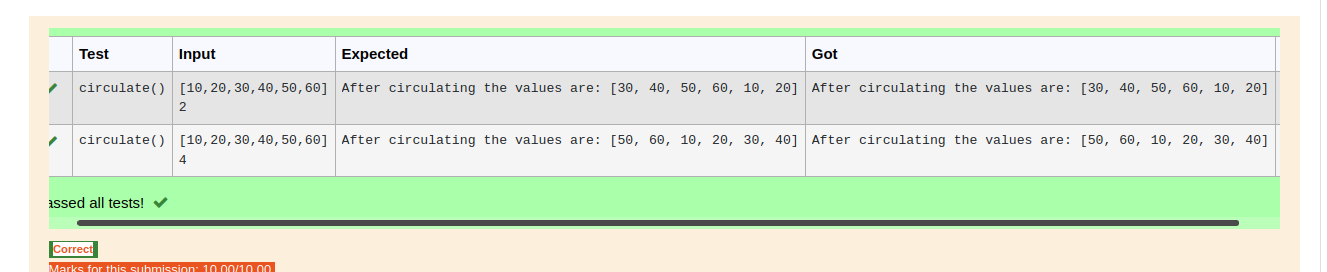 Test Input Expected Got
circulate() [10,20,30,40,50,60] After circulating the values are: [30, 40, 50, 60, 10, 20] After circulating the values are: [30, 40, 50, 60, 10, 20]
2
circulate() [10,20,30,40,50,60] After circulating the values are: [50, 60, 10, 20, 30, 40] After circulating the values are: [50, 60, 10, 20, 30, 40]
4
assed all tests!
Correct
Marks for this submission: 10.00/10.00